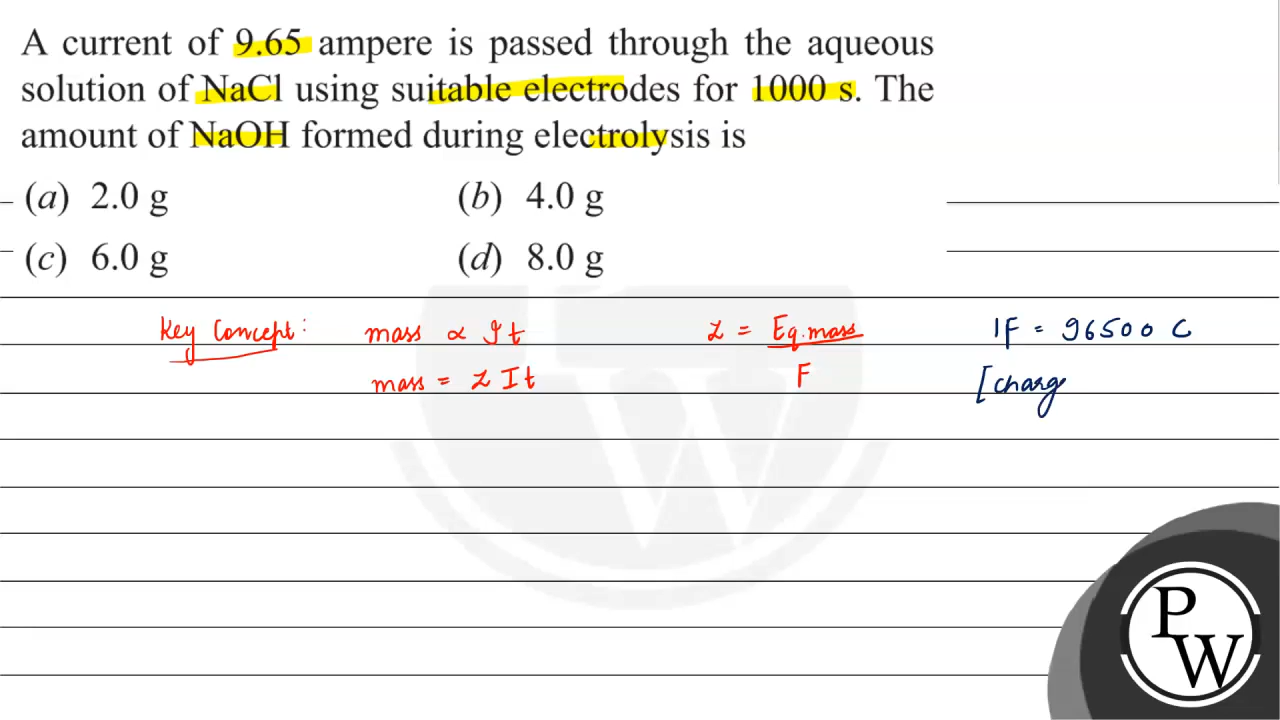 A current of 9.65 ampere is passed through the aqueous
solution of NaCl using suitable electrodes for 1000 s. The
amount of NaOH formed during electrolysis is
(a) 2.0 g (b) 4.0 g
(c) 6.0 g (d) 8.0 g
Key Concept: mass ∝ It Z = Eq. mass / F 1F = 96500 C
mass = Z I t [charg
P
W